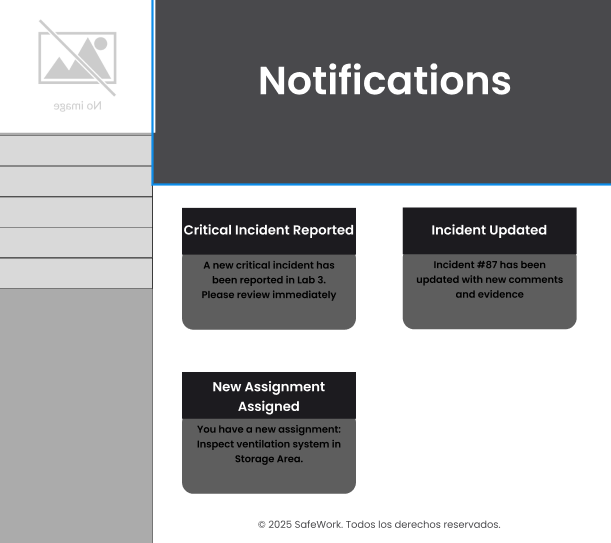 No image
Notifications
Critical Incident Reported
A new critical incident has
been reported in Lab 3.
Please review immediately
Incident Updated
Incident #87 has been
updated with new comments
and evidence
New Assignment
Assigned
You have a new assignment:
Inspect ventilation system in
Storage Area.
© 2025 SafeWork. Todos los derechos reservados.